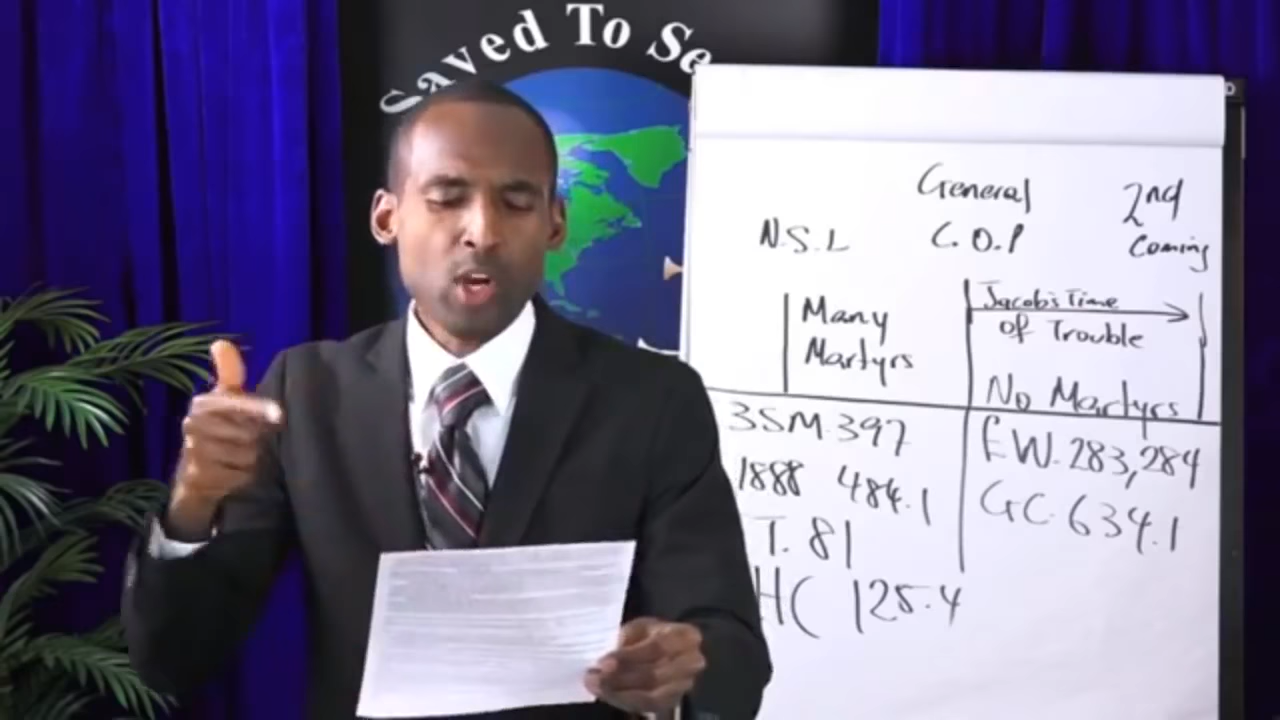 Saved To Se
General
2nd
N.S.L
C.O.P
Coming
Many
Martyrs
Jacob's Time
of Trouble
No Martyrs
3SM.397
1888 484.1
T. 81
HC 125.4
E.W. 283,284
GC. 634.1